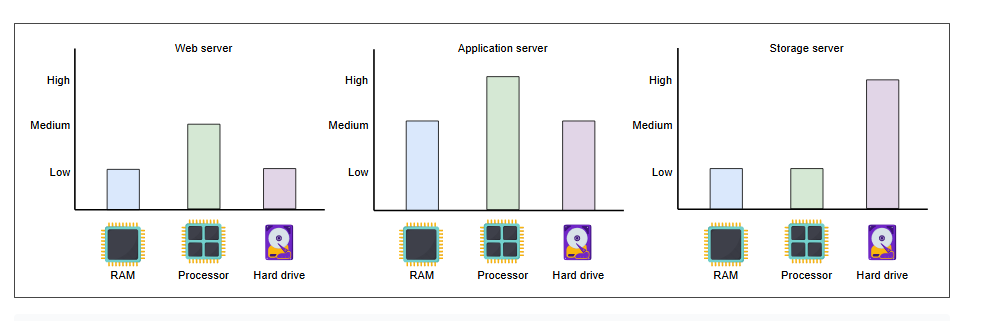 Web server
High
Medium
Low
RAM
Processor
Hard drive
Application server
High
Medium
Low
RAM
Processor
Hard drive
Storage server
High
Medium
Low
RAM
Processor
Hard drive